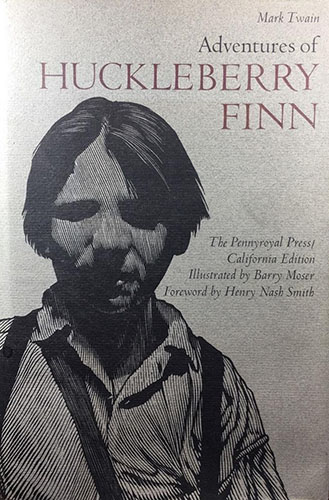 Mark Twain
Adventures of
HUCKLEBERRY
FINN
The Pennyroyal Press/
California Edition
Illustrated by Barry Moser
Foreword by Henry Nash Smith